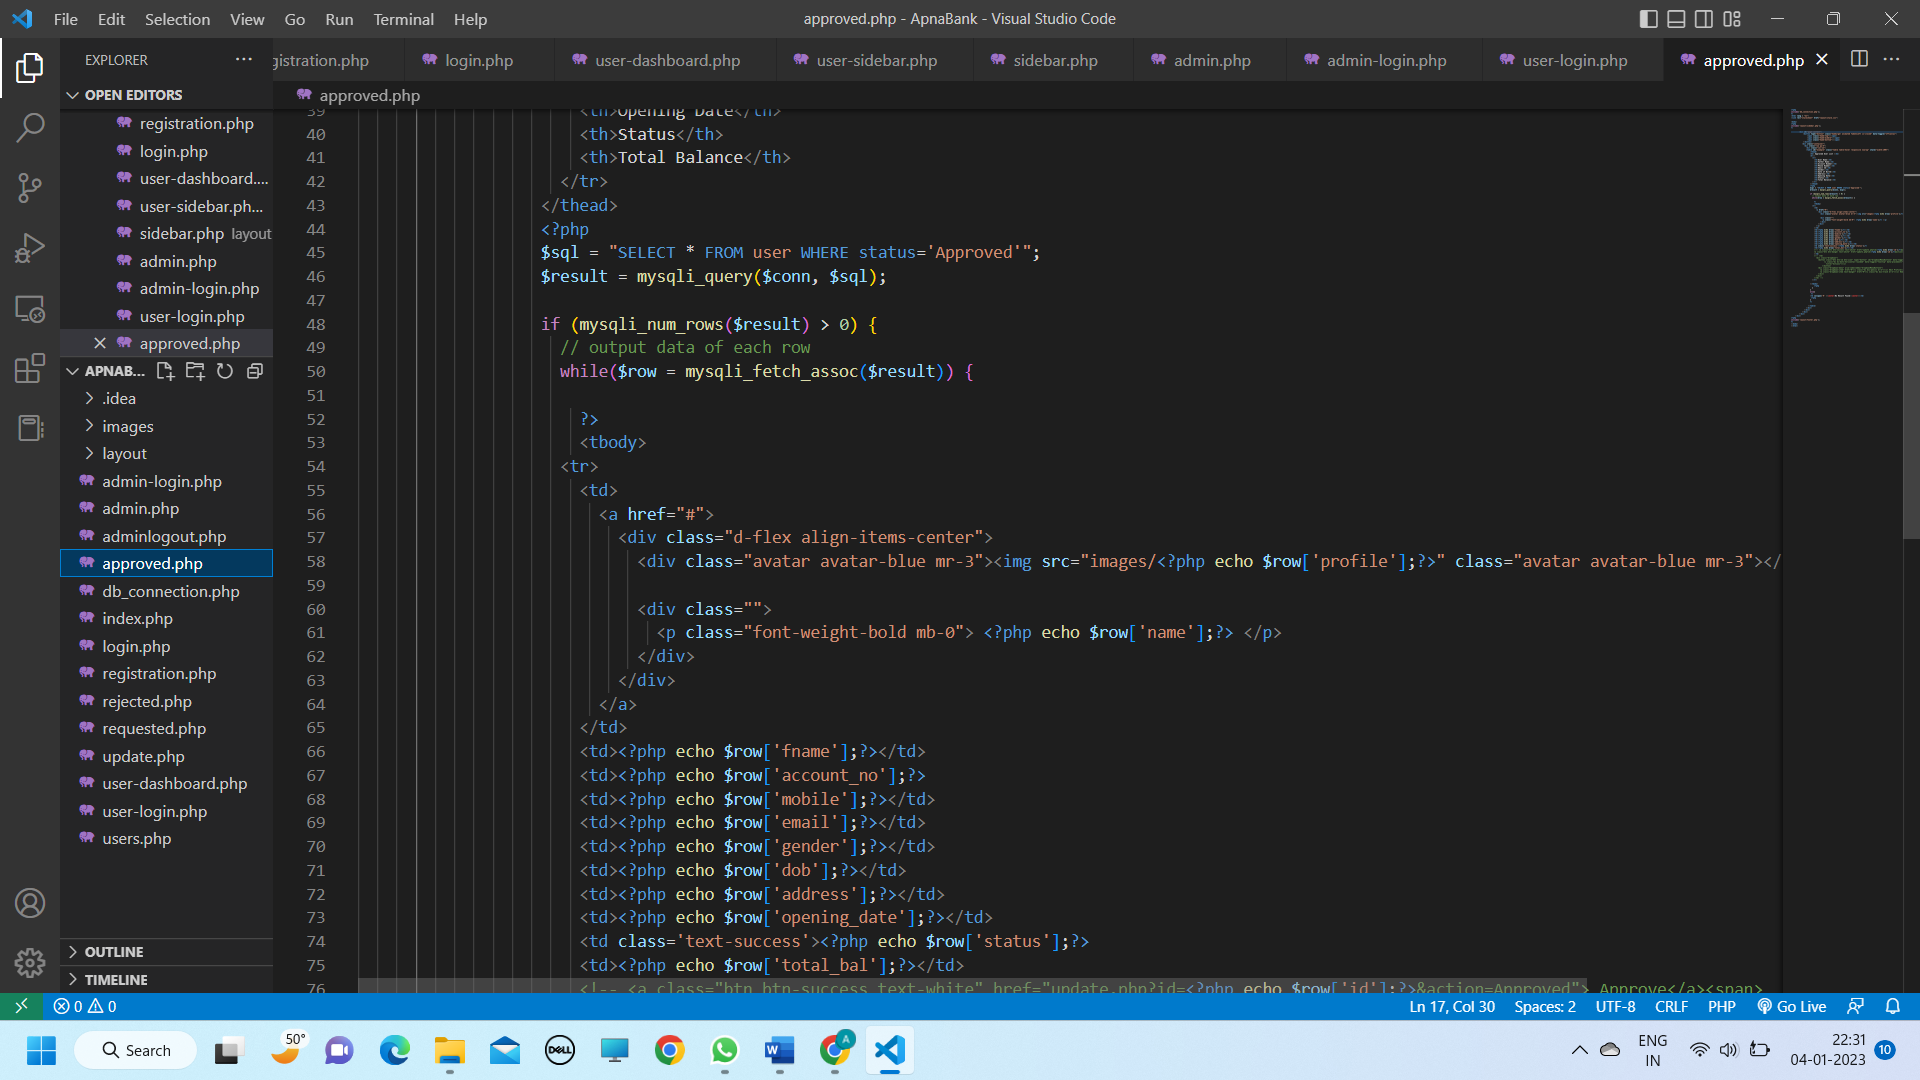 File Edit Selection View Go Run Terminal Help
approved.php - ApnaBank - Visual Studio Code
EXPLORER
gistration.php login.php user-dashboard.php user-sidebar.php sidebar.php admin.php admin-login.php user-login.php approved.php
OPEN EDITORS
registration.php
login.php
user-dashboard....
user-sidebar.ph...
sidebar.php layout
admin.php
admin-login.php
user-login.php
approved.php
APNAB...
.idea
images
layout
admin-login.php
admin.php
adminlogout.php
approved.php
db_connection.php
index.php
login.php
registration.php
rejected.php
requested.php
update.php
user-dashboard.php
user-login.php
users.php
OUTLINE
TIMELINE
approved.php
39 <th>Opening Date</th>
40 <th>Status</th>
41 <th>Total Balance</th>
42 </tr>
43 </thead>
44 <?php
45 $sql = "SELECT * FROM user WHERE status='Approved'";
46 $result = mysqli_query($conn, $sql);
47
48 if (mysqli_num_rows($result) > 0) {
49 // output data of each row
50 while($row = mysqli_fetch_assoc($result)) {
51
52 ?>
53 <tbody>
54 <tr>
55 <td>
56 <a href="#">
57 <div class="d-flex align-items-center">
58 <div class="avatar avatar-blue mr-3"><img src="images/<?php echo $row['profile'];?>" class="avatar avatar-blue mr-3"></
59
60 <div class="">
61 <p class="font-weight-bold mb-0"> <?php echo $row['name'];?> </p>
62 </div>
63 </div>
64 </a>
65 </td>
66 <td><?php echo $row['fname'];?></td>
67 <td><?php echo $row['account_no'];?>
68 <td><?php echo $row['mobile'];?></td>
69 <td><?php echo $row['email'];?></td>
70 <td><?php echo $row['gender'];?></td>
71 <td><?php echo $row['dob'];?></td>
72 <td><?php echo $row['address'];?></td>
73 <td><?php echo $row['opening_date'];?></td>
74 <td class='text-success'><?php echo $row['status'];?>
75 <td><?php echo $row['total_bal'];?></td>
76 <!-- <a class="btn btn-success text-white" href="update.php?id=<?php echo $row['id'];?>&action=Approved"> Approve</a><span>
0 0
Ln 17, Col 30 Spaces: 2 UTF-8 CRLF PHP Go Live
Search
50°
DELL
A
ENG
IN
22:31
04-01-2023
10